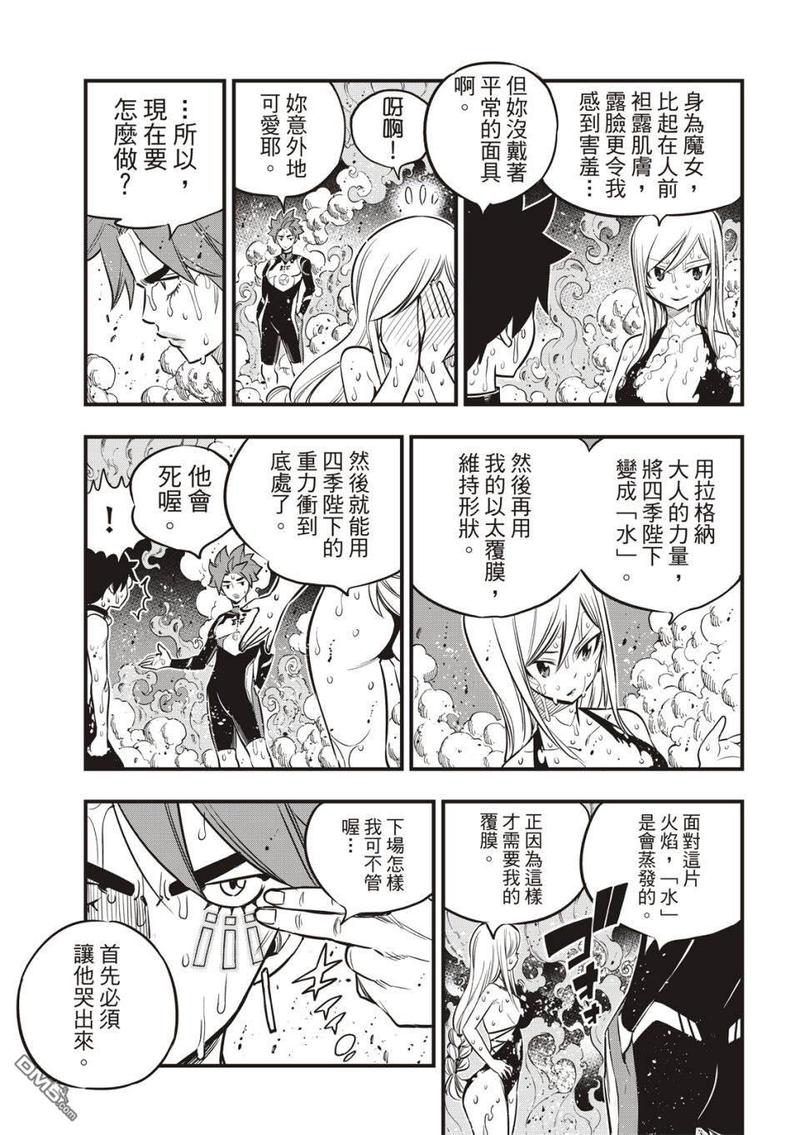 身為魔女，
比起在人前
袒露肌膚，
露臉更令我
感到害羞…
但妳沒戴著
平常的面具
啊。
呀啊！
妳意外地
可愛耶。
…所以，
現在要
怎麼做？
用拉格納
大人的力量，
將四季陛下
變成「水」。
然後再用
我的以太覆膜，
維持形狀。
然後就能用
四季陛下的
重力衝到
底處了。
他會
死喔。
！
面對這片
火焰，「水」
是會蒸發的。
正因為這樣
才需要我的
覆膜。
下場怎樣
我可不管
喔…
首先必須
讓他哭出來。